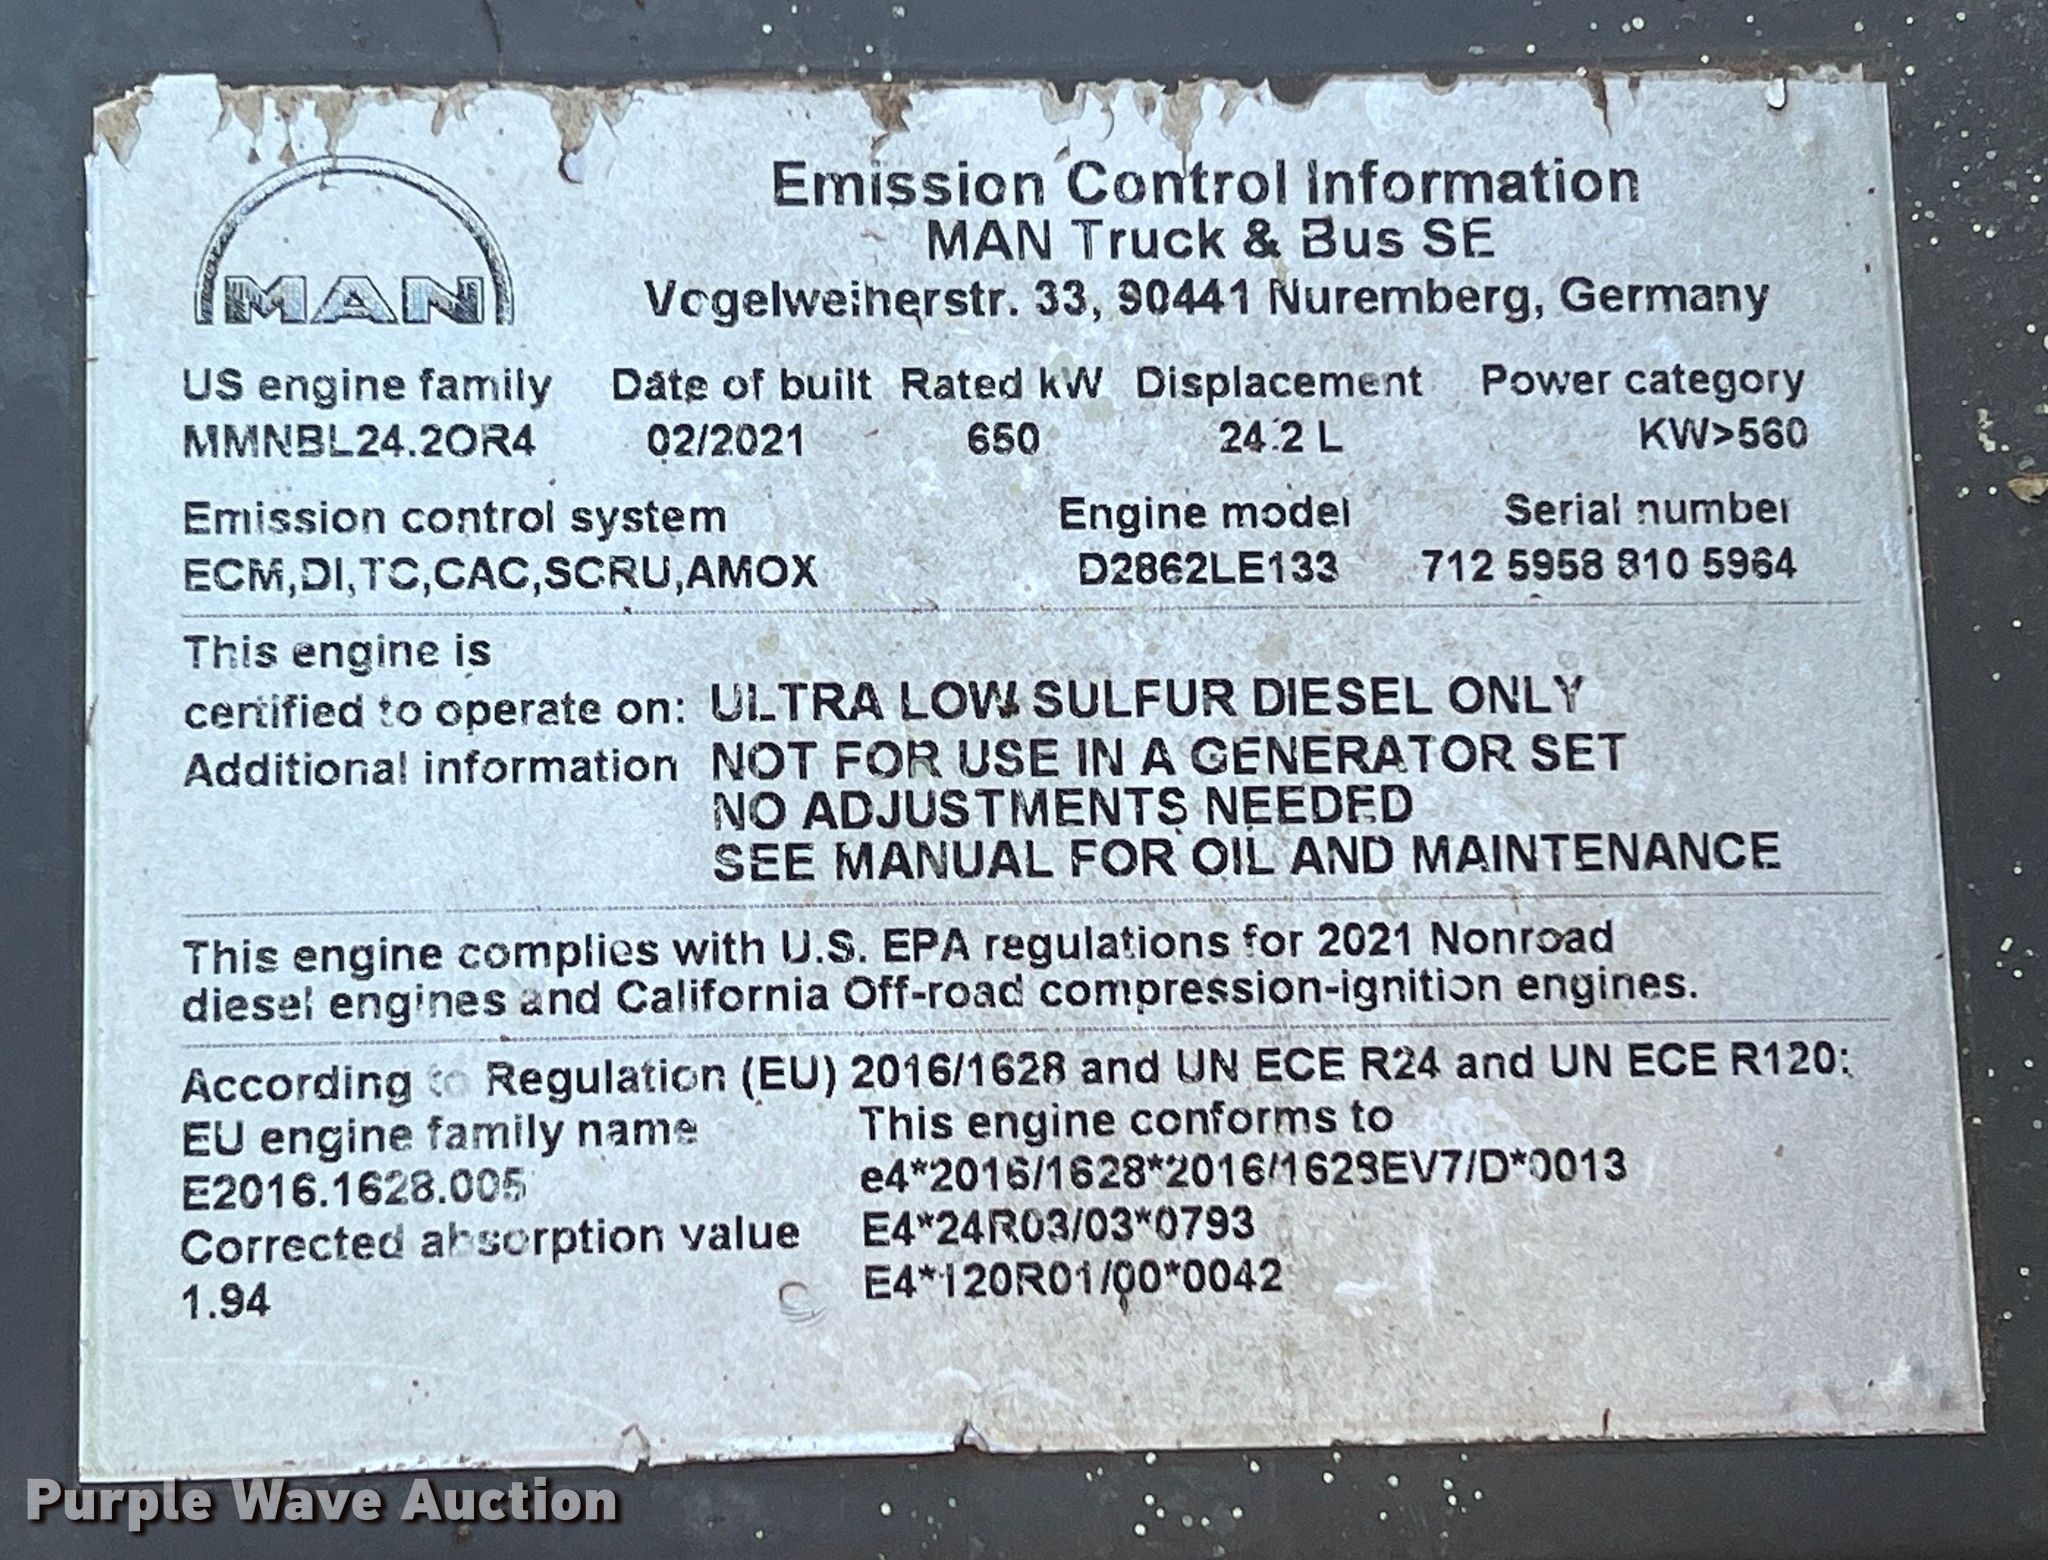 MAN
Emission Control Information
MAN Truck & Bus SE
Vogelweiherstr. 33, 90441 Nuremberg, Germany
US engine family Date of built Rated kW Displacement Power category
MMNBL24.2OR4 02/2021 650 24.2 L KW>560
Emission control system Engine model Serial number
ECM,DI,TC,CAC,SCRU,AMOX D2862LE133 712 5958 810 5964
This engine is
certified to operate on: ULTRA LOW SULFUR DIESEL ONLY
Additional information NOT FOR USE IN A GENERATOR SET
NO ADJUSTMENTS NEEDED
SEE MANUAL FOR OIL AND MAINTENANCE
This engine complies with U.S. EPA regulations for 2021 Nonroad
diesel engines and California Off-road compression-ignition engines.
According to Regulation (EU) 2016/1628 and UN ECE R24 and UN ECE R120:
EU engine family name This engine conforms to
E2016.1628.005 e4*2016/1628*2016/1628EV7/D*0013
Corrected absorption value E4*24R03/03*0793
1.94 E4*120R01/00*0042
Purple Wave Auction